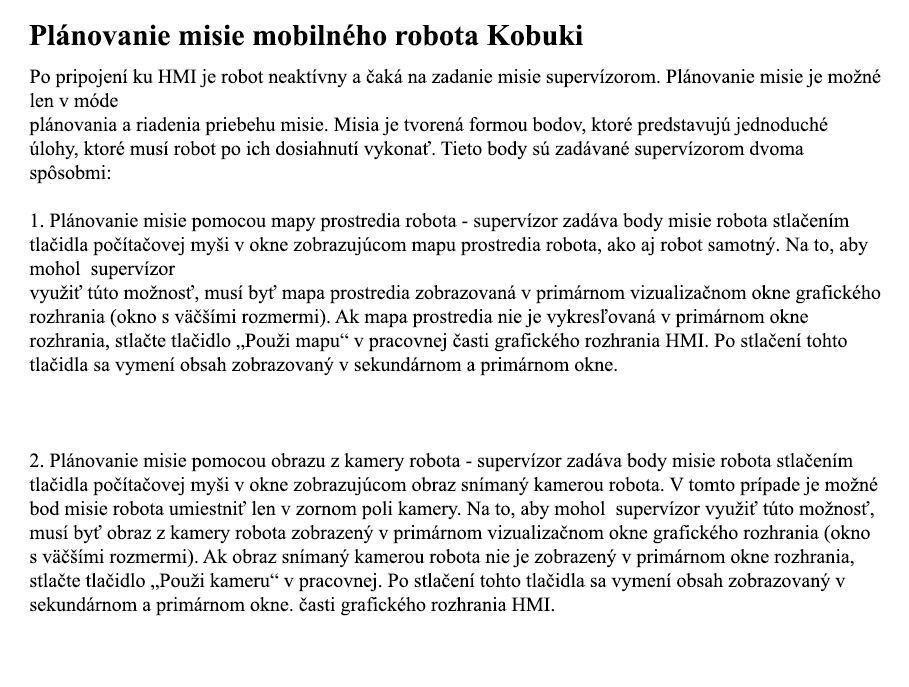 Plánovanie misie mobilného robota Kobuki
Po pripojení ku HMI je robot neaktívny a čaká na zadanie misie supervízorom. Plánovanie misie je možné
len v móde
plánovania a riadenia priebehu misie. Misia je tvorená formou bodov, ktoré predstavujú jednoduché
úlohy, ktoré musí robot po ich dosiahnutí vykonať. Tieto body sú zadávané supervízorom dvoma
spôsobmi:
1. Plánovanie misie pomocou mapy prostredia robota - supervízor zadáva body misie robota stlačením
tlačidla počítačovej myši v okne zobrazujúcom mapu prostredia robota, ako aj robot samotný. Na to, aby
mohol  supervízor
využiť túto možnosť, musí byť mapa prostredia zobrazovaná v primárnom vizualizačnom okne grafického
rozhrania (okno s väčšími rozmermi). Ak mapa prostredia nie je vykresľovaná v primárnom okne
rozhrania, stlačte tlačidlo „Použi mapu“ v pracovnej časti grafického rozhrania HMI. Po stlačení tohto
tlačidla sa vymení obsah zobrazovaný v sekundárnom a primárnom okne.
2. Plánovanie misie pomocou obrazu z kamery robota - supervízor zadáva body misie robota stlačením
tlačidla počítačovej myši v okne zobrazujúcom obraz snímaný kamerou robota. V tomto prípade je možné
bod misie robota umiestniť len v zornom poli kamery. Na to, aby mohol  supervízor využiť túto možnosť,
musí byť obraz z kamery robota zobrazený v primárnom vizualizačnom okne grafického rozhrania (okno
s väčšími rozmermi). Ak obraz snímaný kamerou robota nie je zobrazený v primárnom okne rozhrania,
stlačte tlačidlo „Použi kameru“ v pracovnej. Po stlačení tohto tlačidla sa vymení obsah zobrazovaný v
sekundárnom a primárnom okne. časti grafického rozhrania HMI.